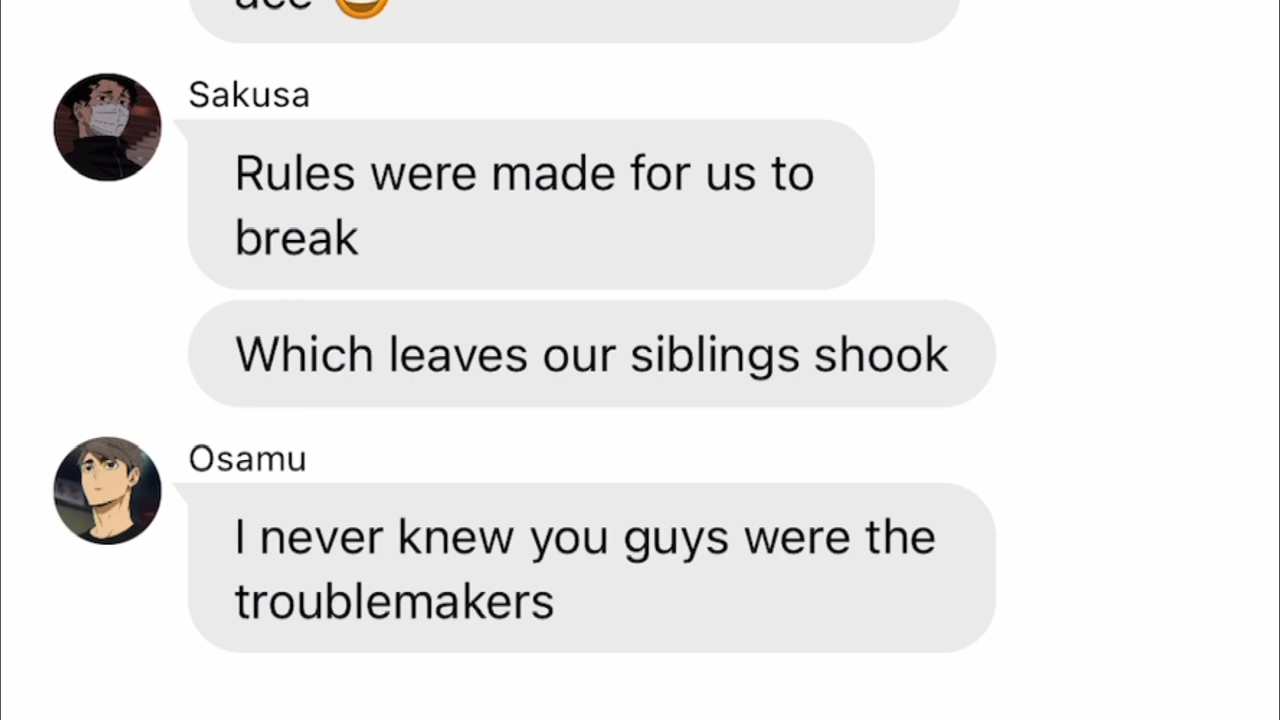 ace 😄
Sakusa
Rules were made for us to
break
Which leaves our siblings shook
Osamu
I never knew you guys were the
troublemakers